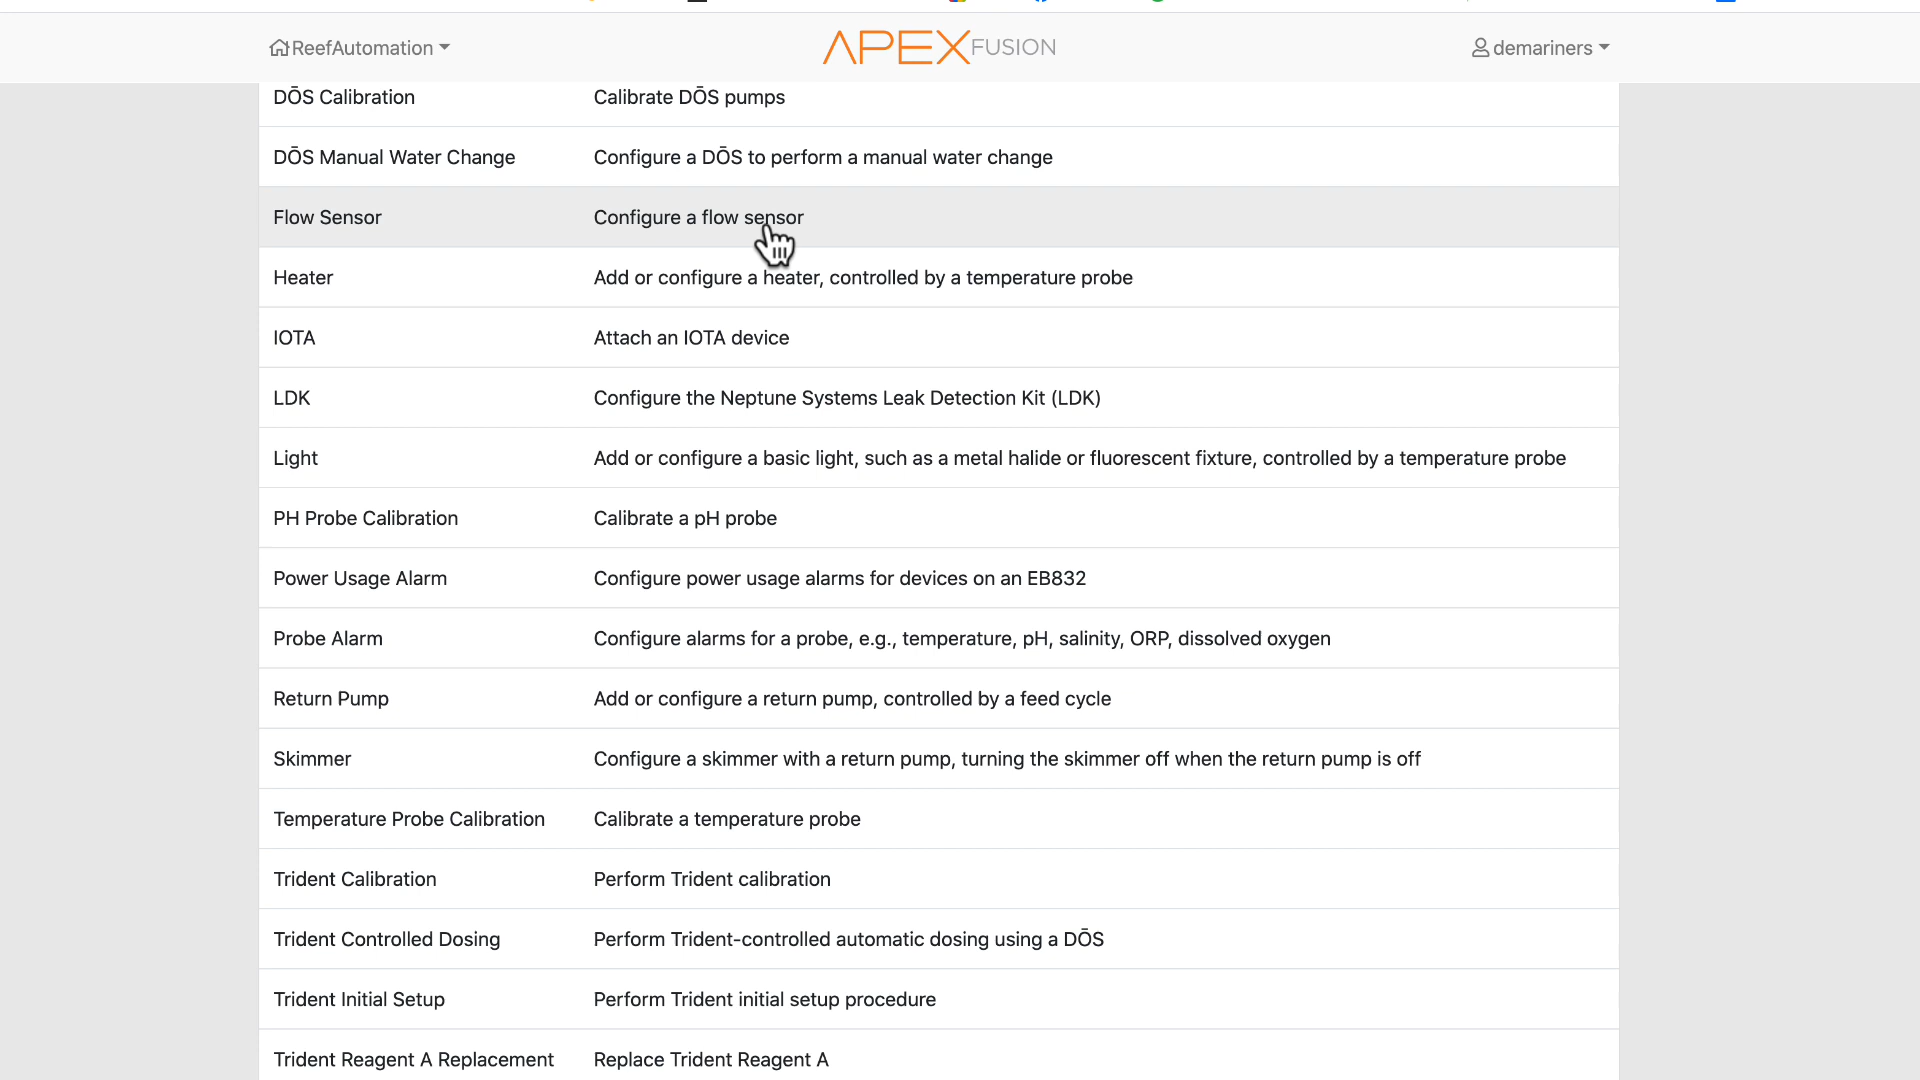 ReefAutomation
APEX FUSION
demariners
DŌS Calibration Calibrate DŌS pumps
DŌS Manual Water Change Configure a DŌS to perform a manual water change
Flow Sensor Configure a flow sensor
Heater Add or configure a heater, controlled by a temperature probe
IOTA Attach an IOTA device
LDK Configure the Neptune Systems Leak Detection Kit (LDK)
Light Add or configure a basic light, such as a metal halide or fluorescent fixture, controlled by a temperature probe
PH Probe Calibration Calibrate a pH probe
Power Usage Alarm Configure power usage alarms for devices on an EB832
Probe Alarm Configure alarms for a probe, e.g., temperature, pH, salinity, ORP, dissolved oxygen
Return Pump Add or configure a return pump, controlled by a feed cycle
Skimmer Configure a skimmer with a return pump, turning the skimmer off when the return pump is off
Temperature Probe Calibration Calibrate a temperature probe
Trident Calibration Perform Trident calibration
Trident Controlled Dosing Perform Trident-controlled automatic dosing using a DŌS
Trident Initial Setup Perform Trident initial setup procedure
Trident Reagent A Replacement Replace Trident Reagent A